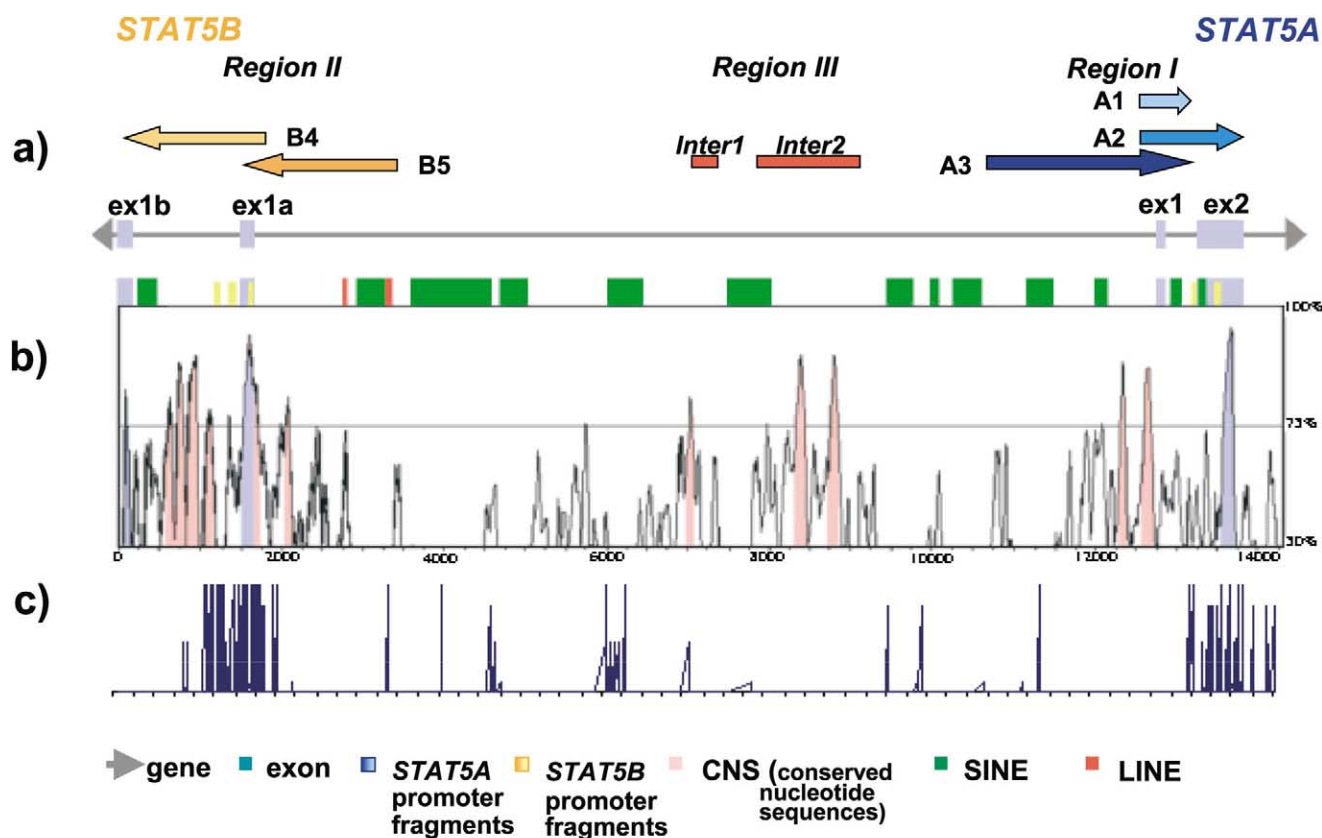 STAT5B
STAT5A
Region II
Region III
Region I
A1
a)
B4
Inter1
Inter2
A2
B5
A3
ex1b
ex1a
ex1
ex2
100%
b)
73%
30%
0
2000
4000
6000
8000
10000
12000
14000
c)
gene
exon
STAT5A
promoter
fragments
STAT5B
promoter
fragments
CNS (conserved
nucleotide
sequences)
SINE
LINE